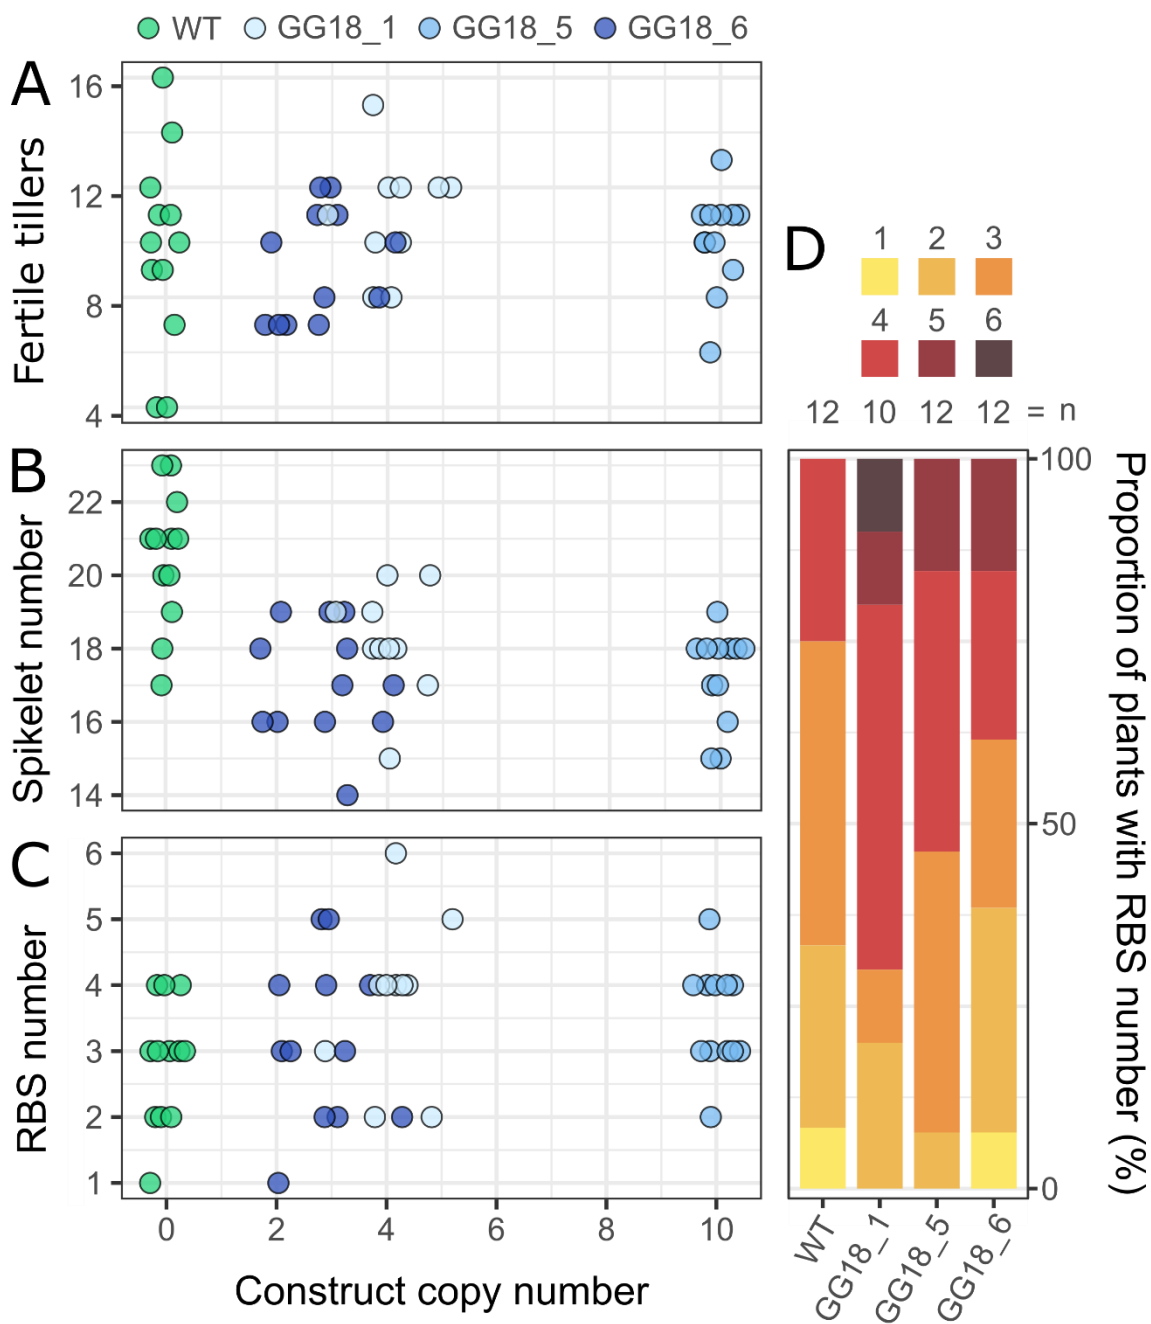 WT GG18_1 GG18_5 GG18_6
A
Fertile tillers
16
12
8
4
B
Spikelet number
22
20
18
16
14
C
RBS number
6
5
4
3
2
1
0 2 4 6 8 10
Construct copy number
D
1 2 3
4 5 6
12 10 12 12 = n
100
50
0
Proportion of plants with RBS number (%)
WT GG18_1 GG18_5 GG18_6